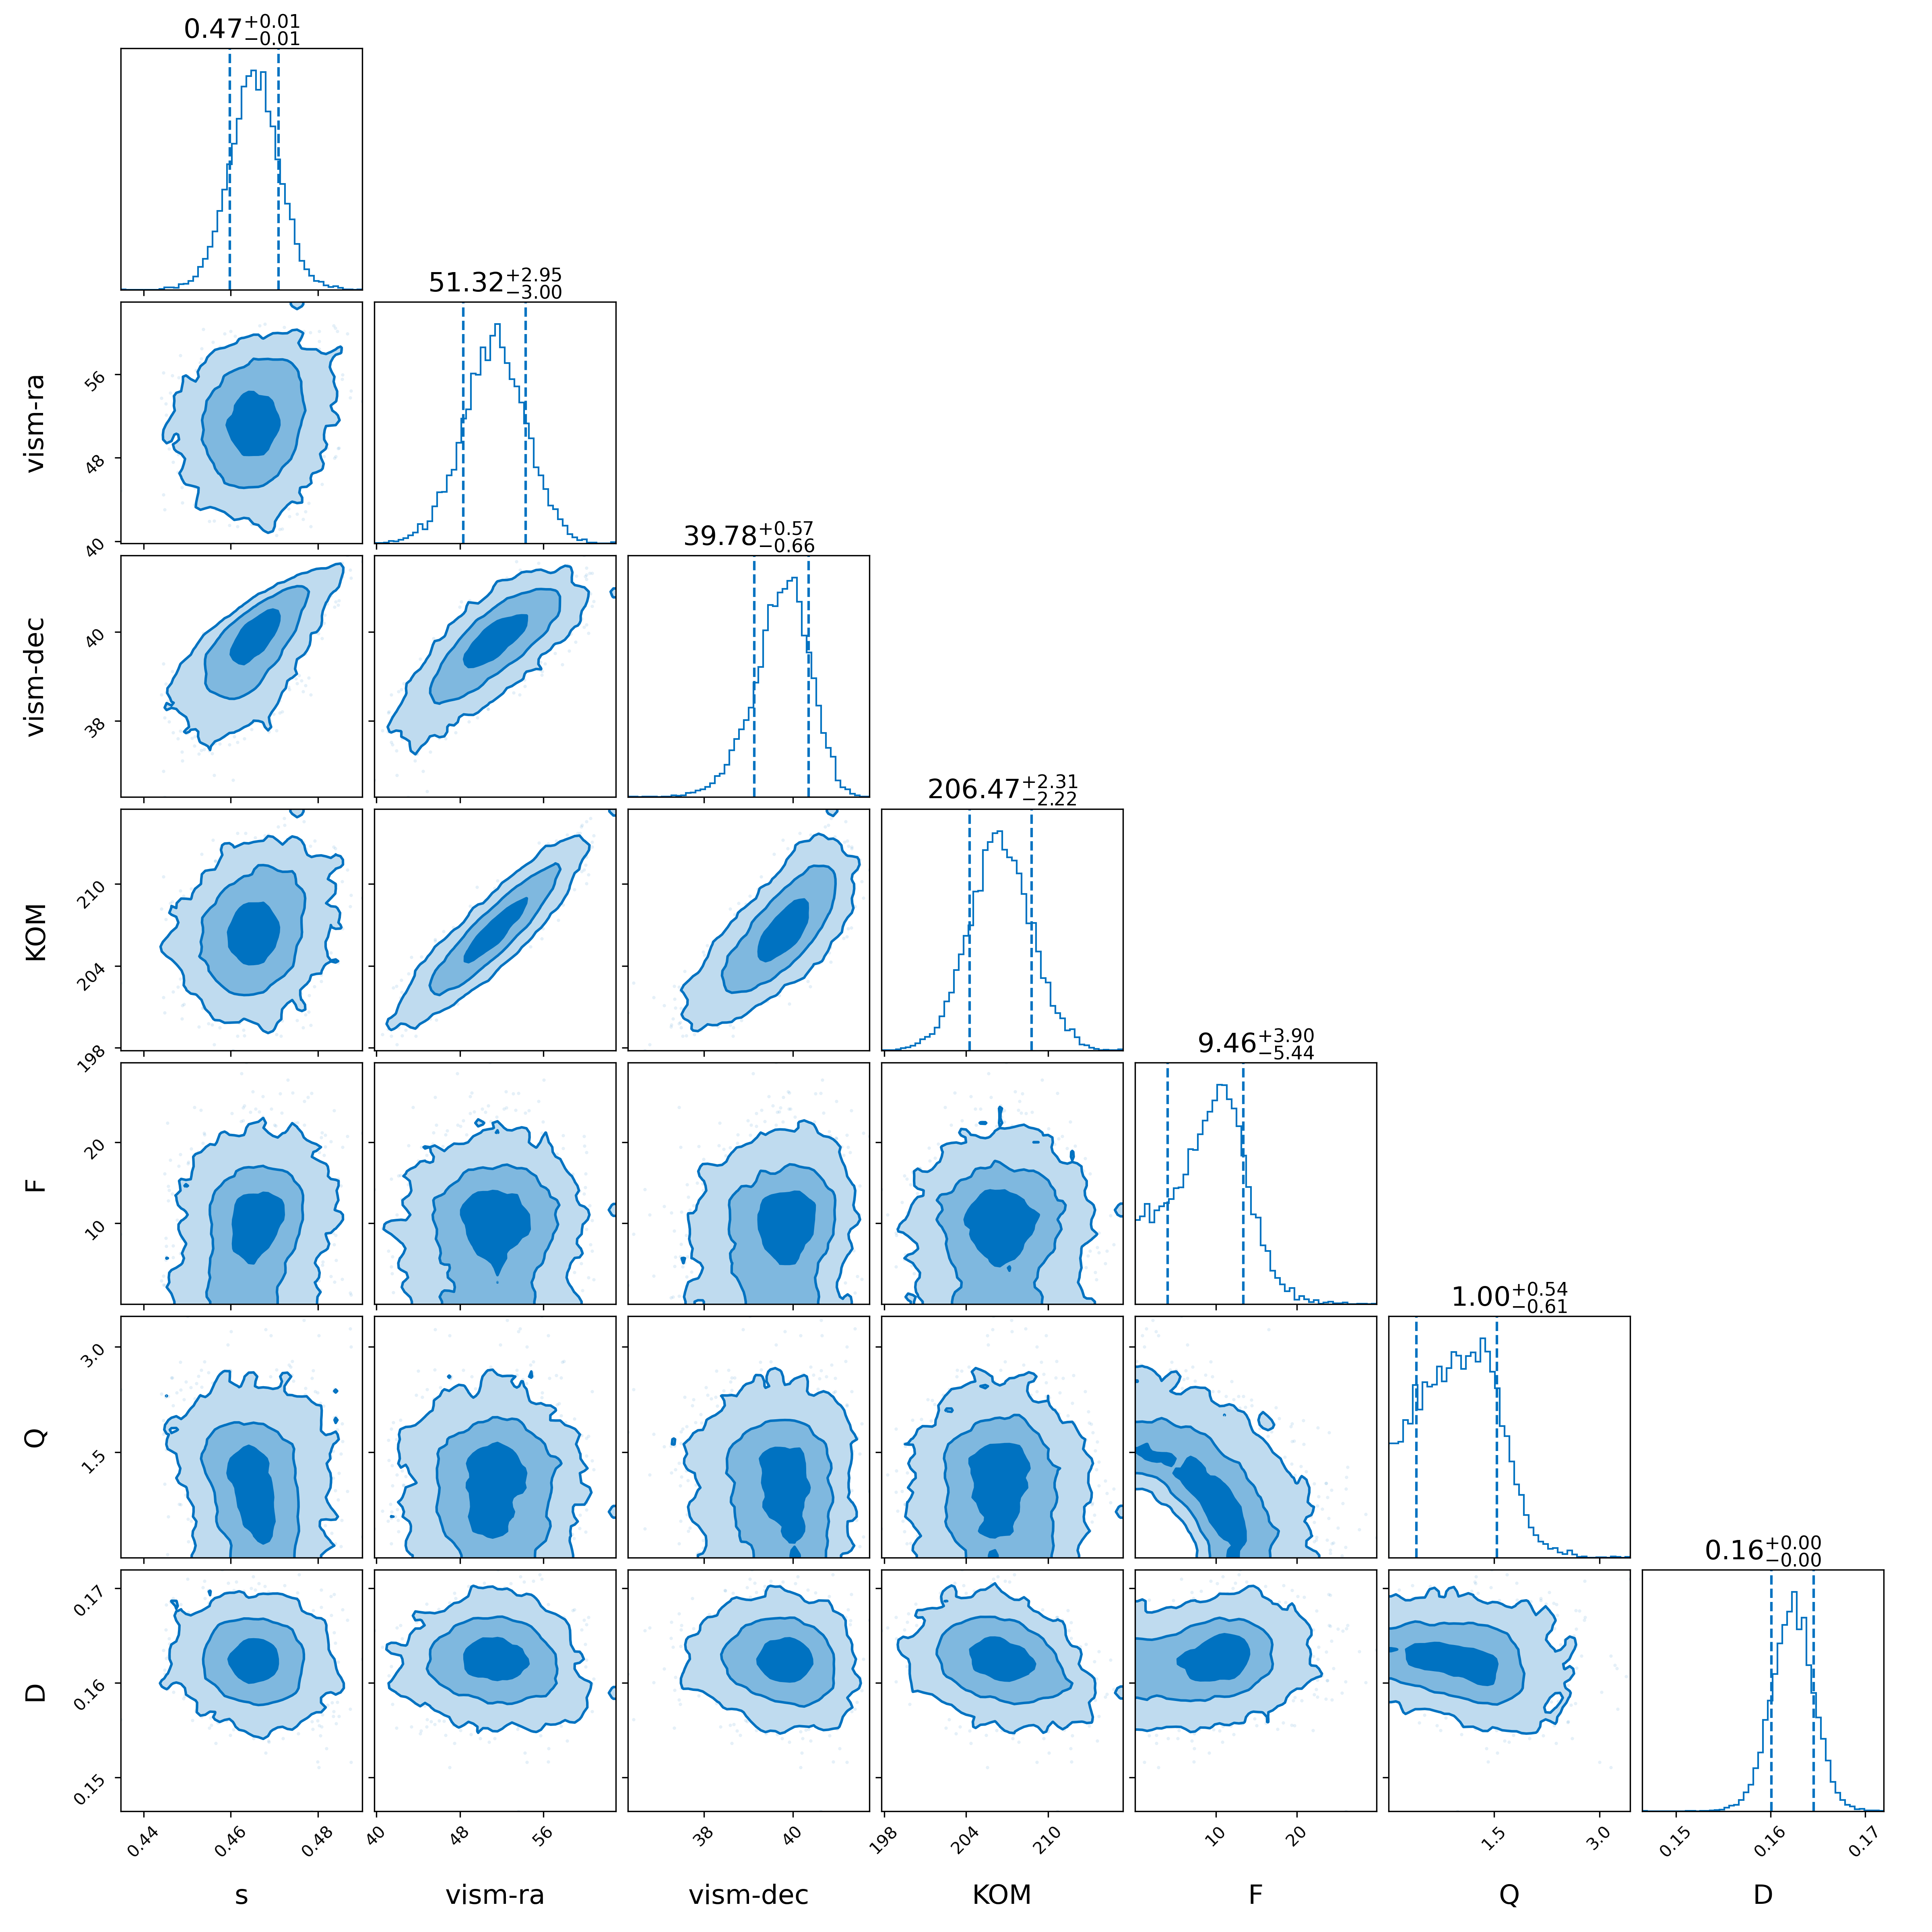 0.47+0.01−0.01
51.32+2.95−3.00
vism-ra
56
48
40
39.78+0.57−0.66
vism-dec
40
38
206.47+2.31−2.22
KOM
210
204
198
9.46+3.90−5.44
F
20
10
1.00+0.54−0.61
Q
3.0
1.5
0.16+0.00−0.00
D
0.17
0.16
0.15
0.44 0.46 0.48 40 48 56 38 40 198 204 210 10 20 1.5 3.0 0.15 0.16 0.17
s vism-ra vism-dec KOM F Q D